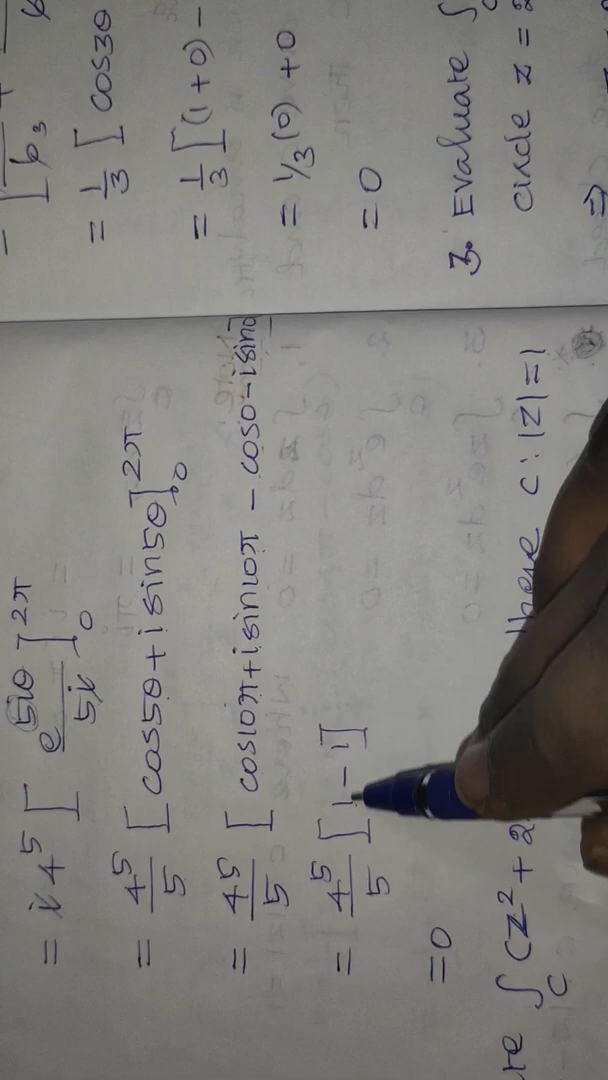 = i 4^5 [ e^{5iθ} / 5i ]_0^{2π}
= 4^5/5 [ cos5θ + i sin5θ ]_0^{2π}
= 4^5/5 [ cos10π + i sin10π - cos0 - i sin0
= 4^5/5 [1 - 1]
= 0
∫_C (z^2 + 2 c : |z| = 1
= 1/3 [ cos3θ
= 1/3 [ (1+0) -
= 1/3 (0) + 0
= 0
3. Evaluate ∫
circle z = 2
⇒